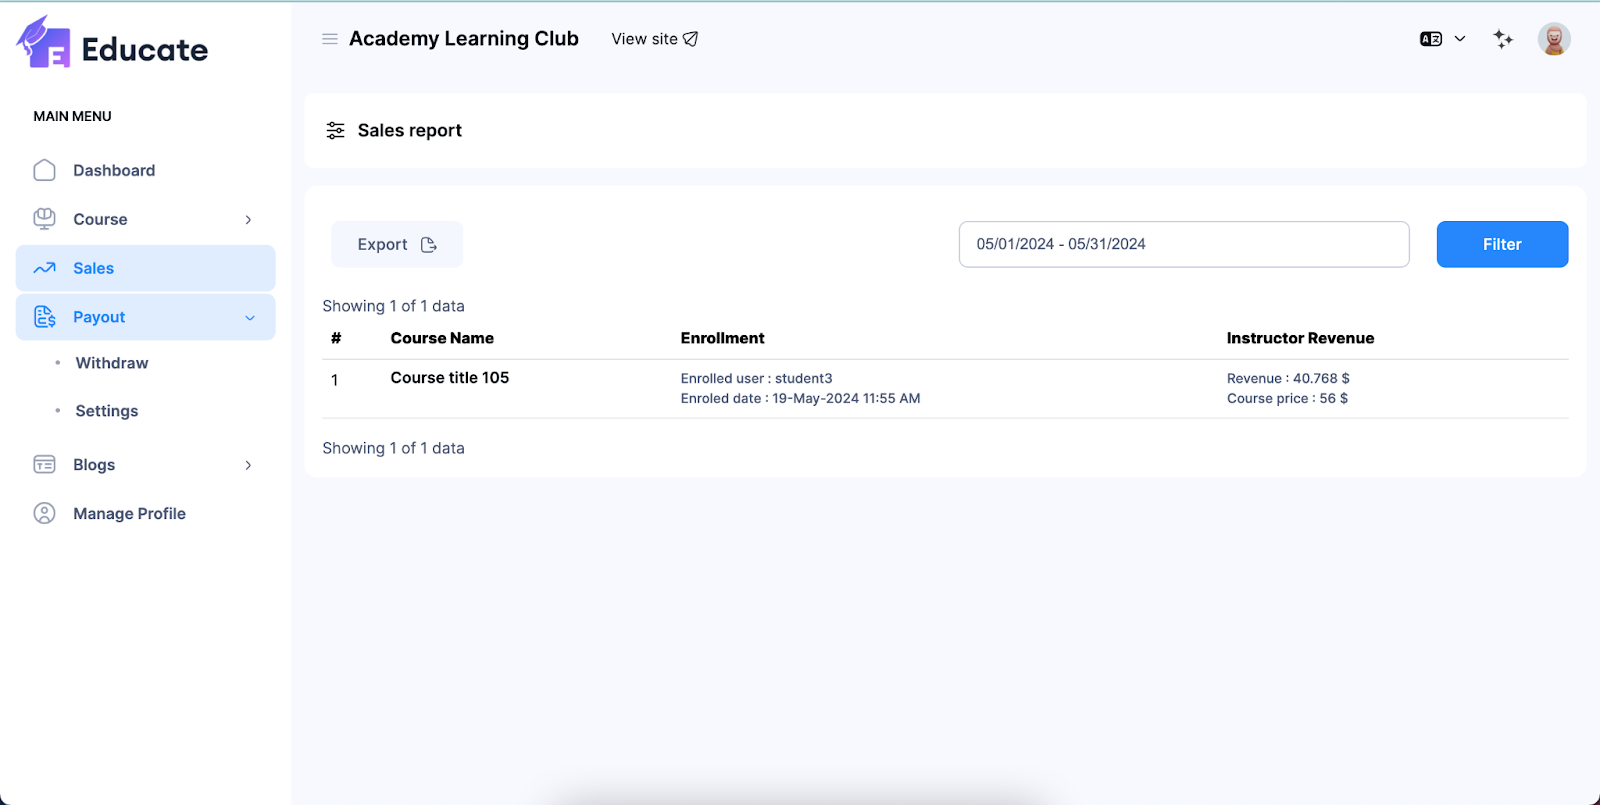 Educate
Academy Learning Club
View site
MAIN MENU
Dashboard
Course
Sales
Payout
Withdraw
Settings
Blogs
Manage Profile
Sales report
Export
05/01/2024 - 05/31/2024
Filter
Showing 1 of 1 data
# Course Name Enrollment Instructor Revenue
1 Course title 105 Enrolled user : student3 Revenue : 40.768 $
Enroled date : 19-May-2024 11:55 AM Course price : 56 $
Showing 1 of 1 data